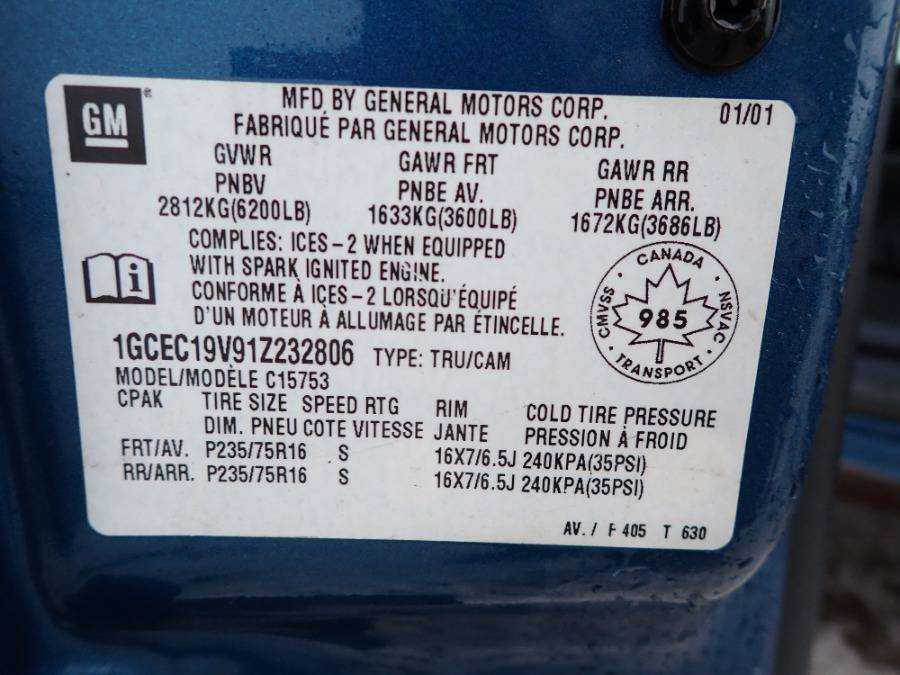 GM®
MFD BY GENERAL MOTORS CORP. 01/01
FABRIQUÉ PAR GENERAL MOTORS CORP.
GVWR GAWR FRT GAWR RR
PNBV PNBE AV. PNBE ARR.
2812KG(6200LB) 1633KG(3600LB) 1672KG(3686LB)
COMPLIES: ICES-2 WHEN EQUIPPED
WITH SPARK IGNITED ENGINE.
CONFORME À ICES-2 LORSQU'ÉQUIPÉ
D'UN MOTEUR À ALLUMAGE PAR ÉTINCELLE.
CANADA
CMVSS 985 NSVAC
TRANSPORT
1GCEC19V91Z232806 TYPE: TRU/CAM
MODEL/MODÈLE C15753
CPAK TIRE SIZE SPEED RTG RIM COLD TIRE PRESSURE
DIM. PNEU COTE VITESSE JANTE PRESSION À FROID
FRT/AV. P235/75R16 S 16X7/6.5J 240KPA(35PSI)
RR/ARR. P235/75R16 S 16X7/6.5J 240KPA(35PSI)
AV. / F 405 T 630